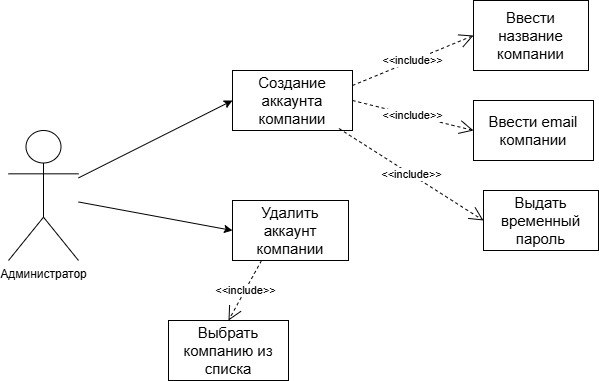 Ввести
название
компании
<<include>>
Создание
аккаунта
компании
<<include>>
Ввести email
компании
<<include>>
Выдать
временный
пароль
Удалить
аккаунт
компании
Администратор
<<include>>
Выбрать
компанию из
списка